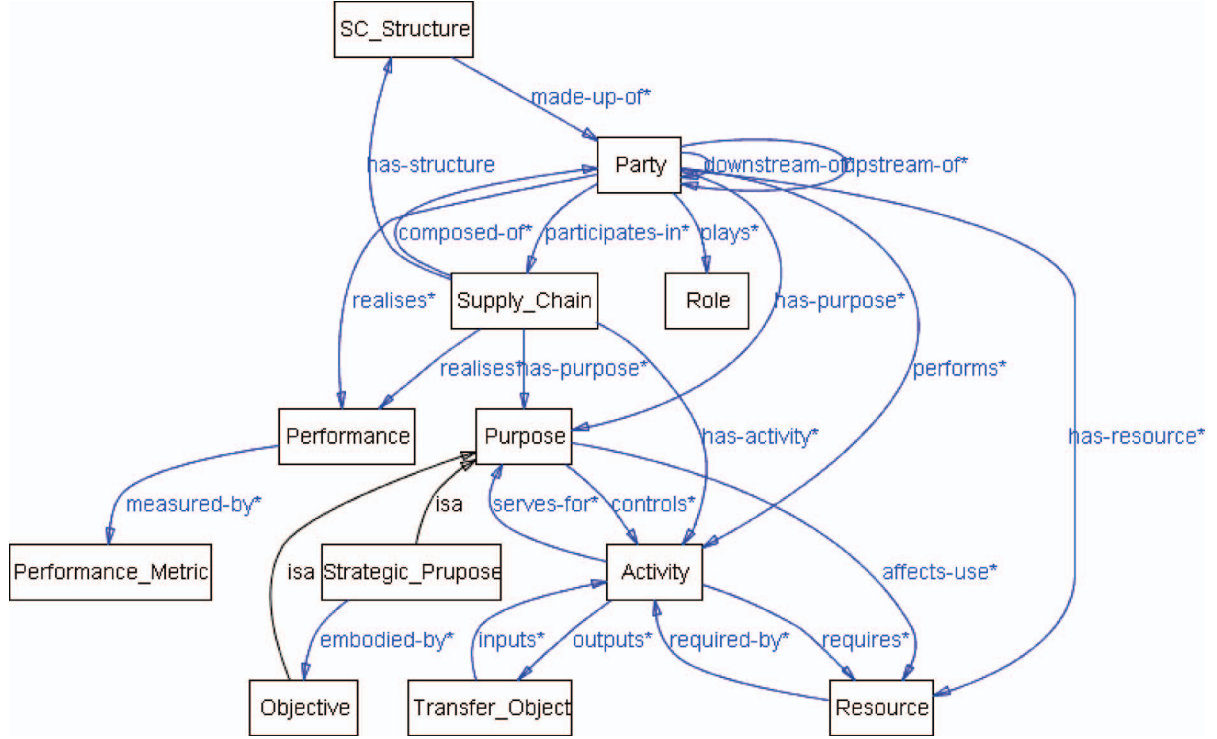 SC_Structure
made-up-of*
has-structure
Party
downstream-of*
upstream-of*
composed-of*
participates-in*
plays*
realises*
Supply_Chain
Role
has-purpose*
realises*
has-purpose*
performs*
Performance
Purpose
has-activity*
has-resource*
measured-by*
isa
serves-for*
controls*
Performance_Metric
isa
Strategic_Prupose
Activity
affects-use*
embodied-by*
inputs*
outputs*
required-by*
requires*
Objective
Transfer_Object
Resource